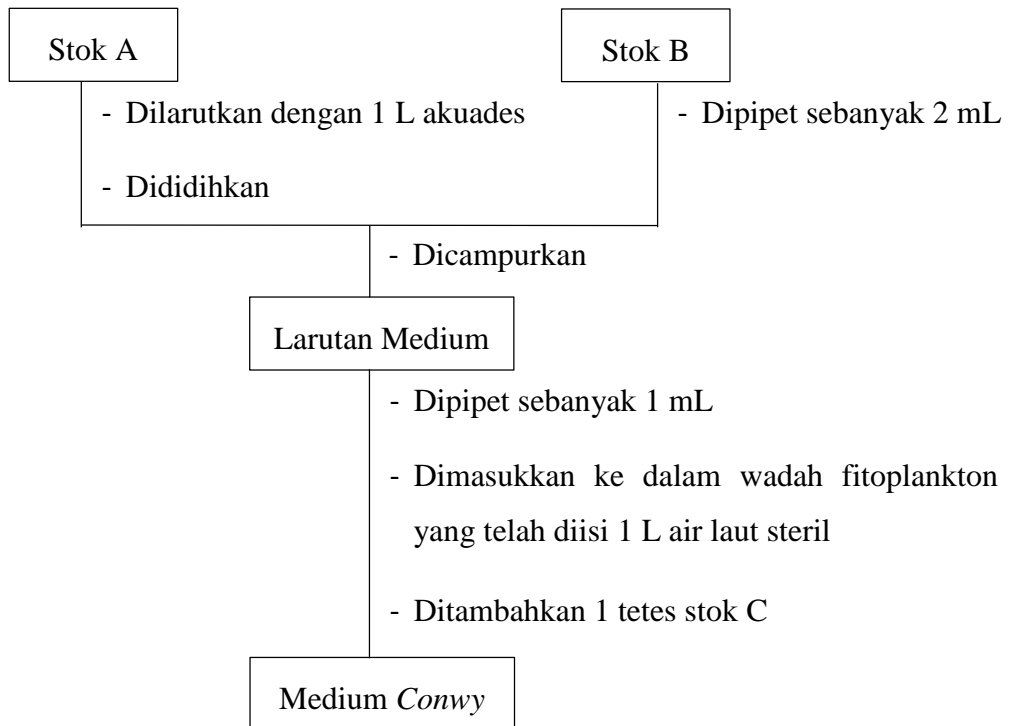 Stok A
Stok B
- Dilarutkan dengan 1 L akuades
- Dididihkan
- Dipipet sebanyak 2 mL
- Dicampurkan
Larutan Medium
- Dipipet sebanyak 1 mL
- Dimasukkan ke dalam wadah fitoplankton
yang telah diisi 1 L air laut steril
- Ditambahkan 1 tetes stok C
Medium Conwy